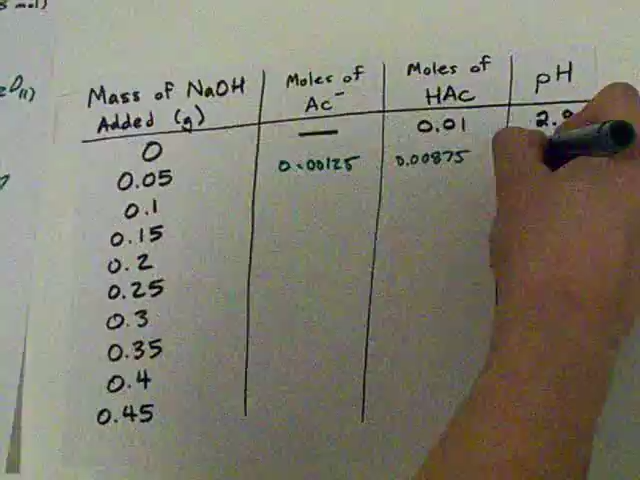 mol)
Mass of NaOH Added (g) | Moles of Ac⁻ | Moles of HAc | pH
0 | — | 0.01
0.05 | 0.00125 | 0.00875
0.1
0.15
0.2
0.25
0.3
0.35
0.4
0.45